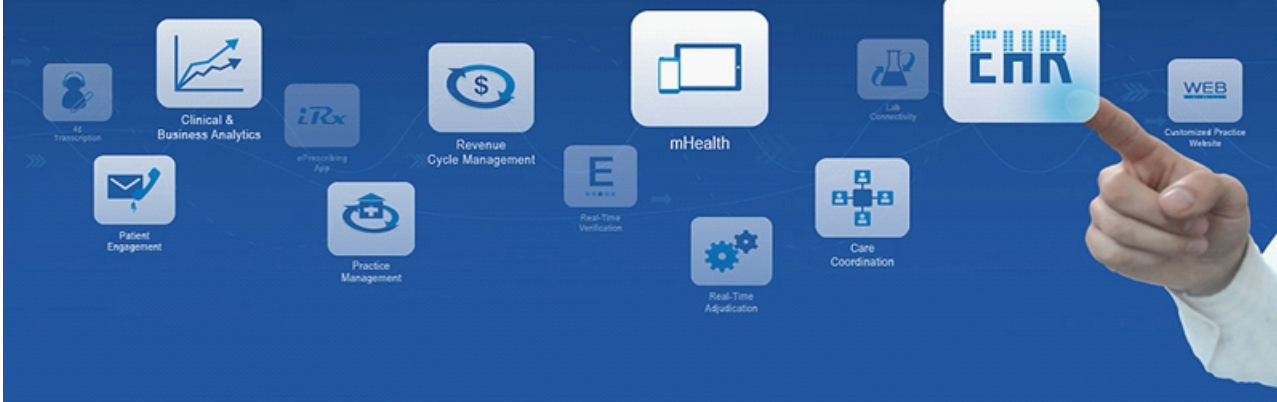 EHR
WEB
$
iRx
E
4g
Transcription
Clinical &
Business Analytics
ePrescribing
App
Revenue
Cycle Management
mHealth
Lab
Connectivity
Customized Practice
Website
Patient
Engagement
Practice
Management
Real-Time
Verification
Care
Coordination
Real-Time
Adjudication